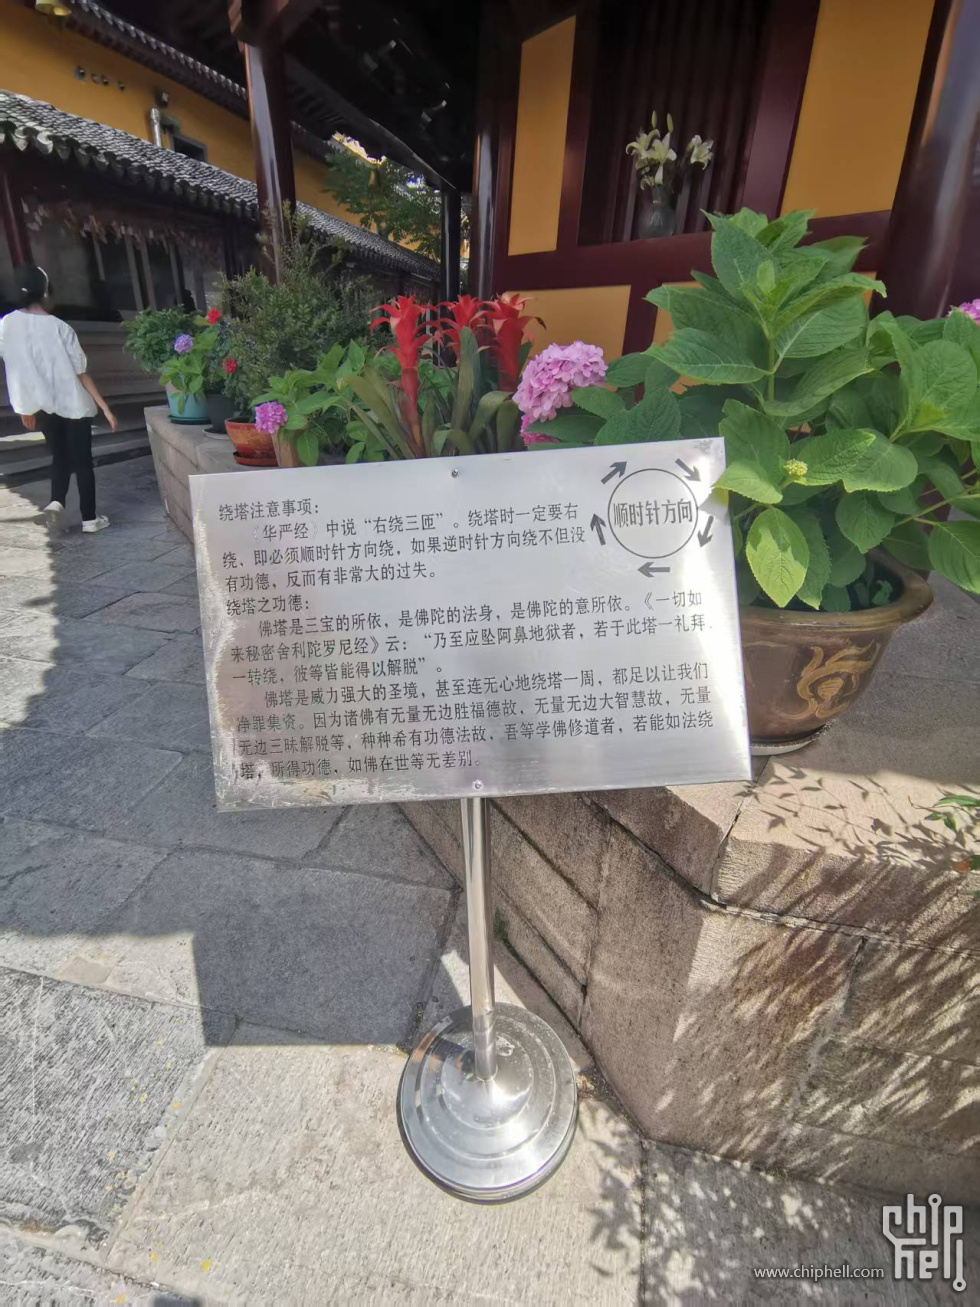 绕塔注意事项：
《华严经》中说“右绕三匝”。绕塔时一定要右
绕、即必须顺时针方向绕，如果逆时针方向绕不但没
有功德，反而有非常大的过失。
顺时针方向
绕塔之功德：
佛塔是三宝的所依，是佛陀的法身，是佛陀的意所依。《一切如
来秘密舍利陀罗尼经》云：“乃至应坠阿鼻地狱者，若于此塔一礼拜
一转绕，彼等皆能得以解脱”。
佛塔是威力强大的圣境，甚至连无心地绕塔一周，都足以让我们
净罪集资。因为诸佛有无量无边胜福德故，无量无边大智慧故，无量
无边三昧解脱等，种种希有功德法故，吾等学佛修道者，若能如法绕
塔，所得功德，如佛在世等无差别。
chip
hell
www.chiphell.com